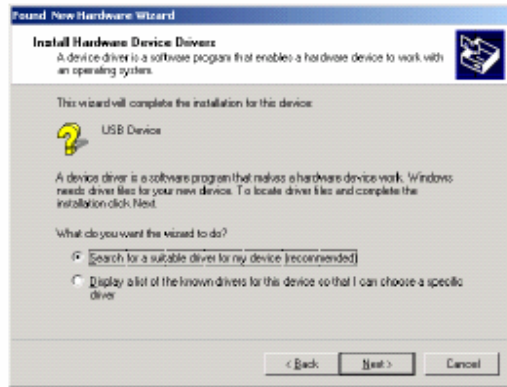 Found New Hardware Wizard
Install Hardware Device Drivers
A device driver is a software program that enables a hardware device to work with
an operating system.
This wizard will complete the installation for this device:
USB Device
A device driver is a software program that makes a hardware device work. Windows
needs driver files for your new device. To locate driver files and complete the
installation click Next.
What do you want the wizard to do?
Search for a suitable driver for my device (recommended)
Display a list of the known drivers for this device so that I can choose a specific
driver
< Back
Next >
Cancel